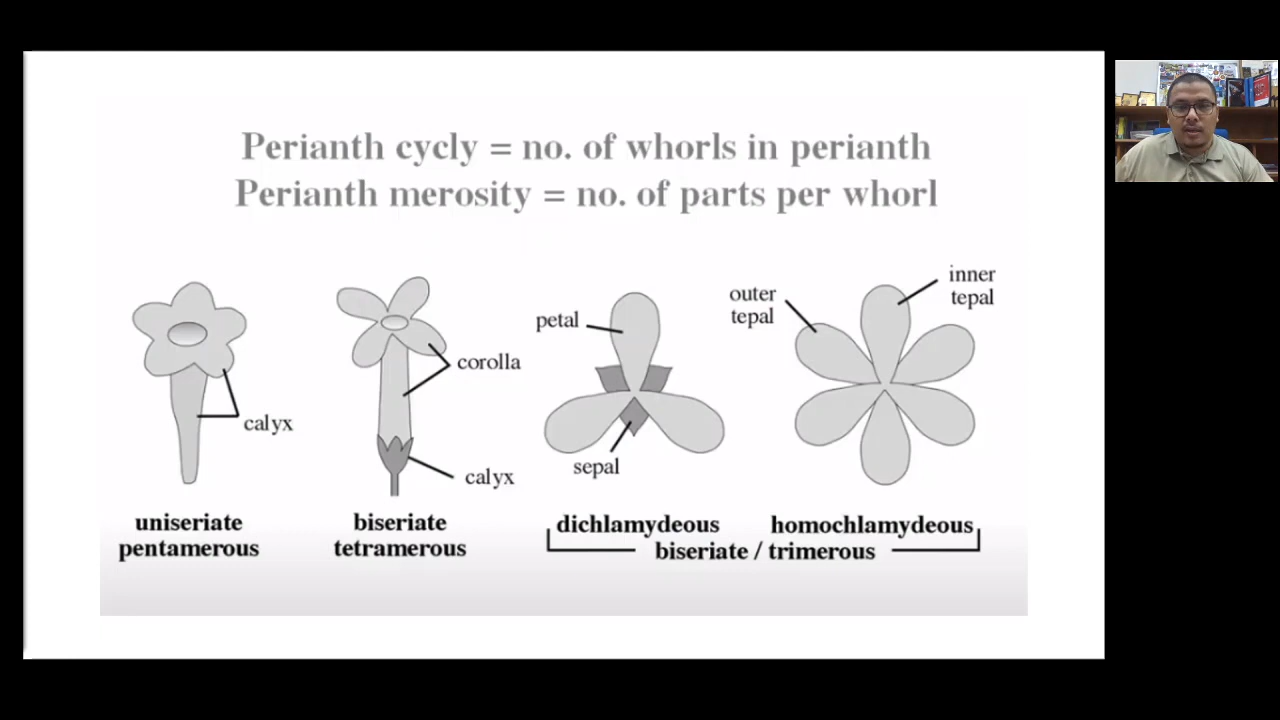 Perianth cycly = no. of whorls in perianth
Perianth merosity = no. of parts per whorl
calyx
uniseriate
pentamerous
corolla
calyx
biseriate
tetramerous
petal
sepal
dichlamydeous
outer
tepal
inner
tepal
homochlamydeous
biseriate / trimerous